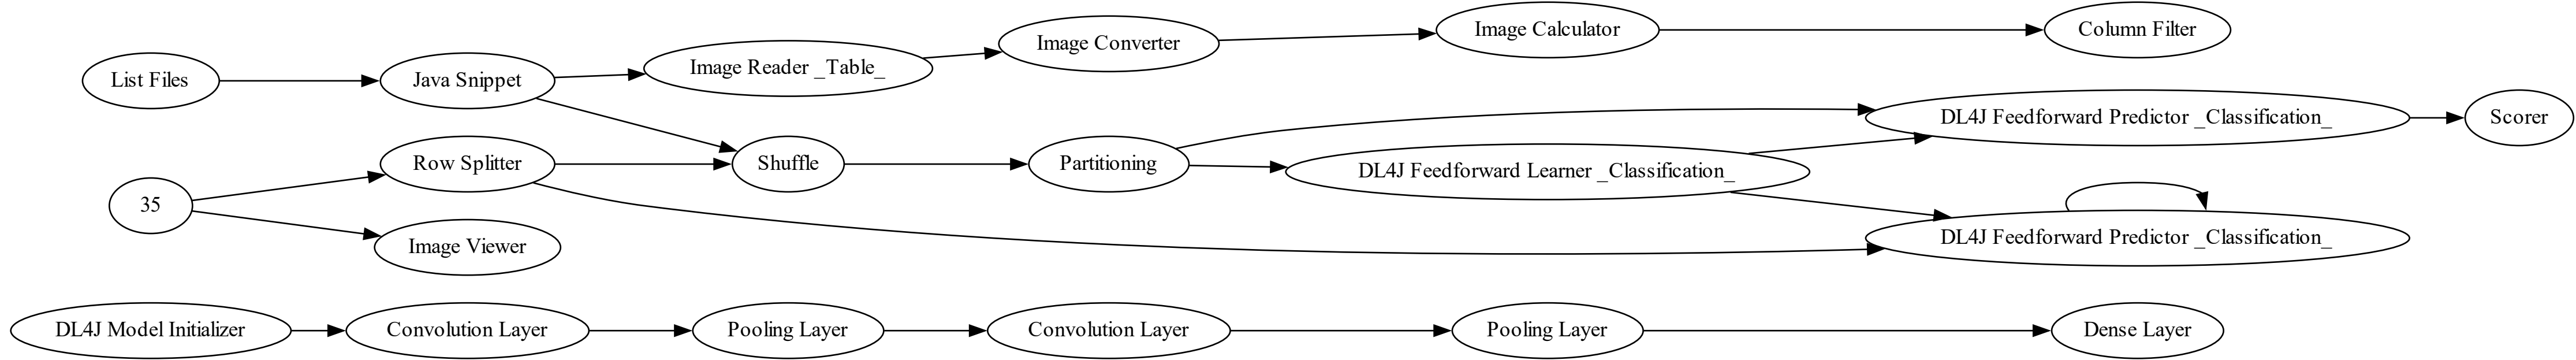 List Files
Java Snippet
Image Reader _Table_
Image Converter
Image Calculator
Column Filter
35
Row Splitter
Image Viewer
Shuffle
Partitioning
DL4J Feedforward Learner _Classification_
DL4J Feedforward Predictor _Classification_
Scorer
DL4J Feedforward Predictor _Classification_
DL4J Model Initializer
Convolution Layer
Pooling Layer
Convolution Layer
Pooling Layer
Dense Layer